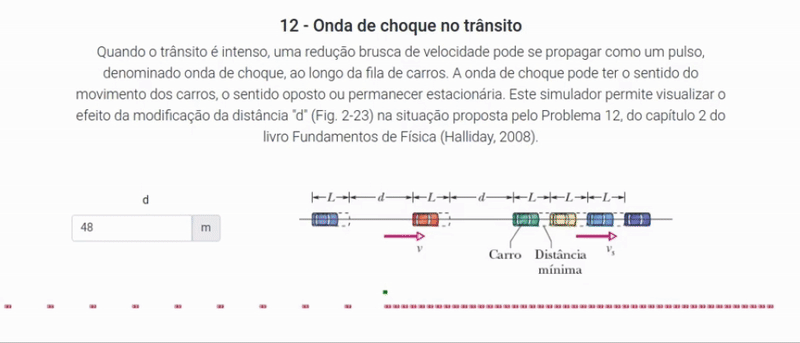 12 - Onda de choque no trânsito
Quando o trânsito é intenso, uma redução brusca de velocidade pode se propagar como um pulso,
denominado onda de choque, ao longo da fila de carros. A onda de choque pode ter o sentido do
movimento dos carros, o sentido oposto ou permanecer estacionária. Este simulador permite visualizar o
efeito da modificação da distância "d" (Fig. 2-23) na situação proposta pelo Problema 12, do capítulo 2 do
livro Fundamentos de Física (Halliday, 2008).
d
48 m
L d L d L L L
v
v_s
Carro Distância
mínima